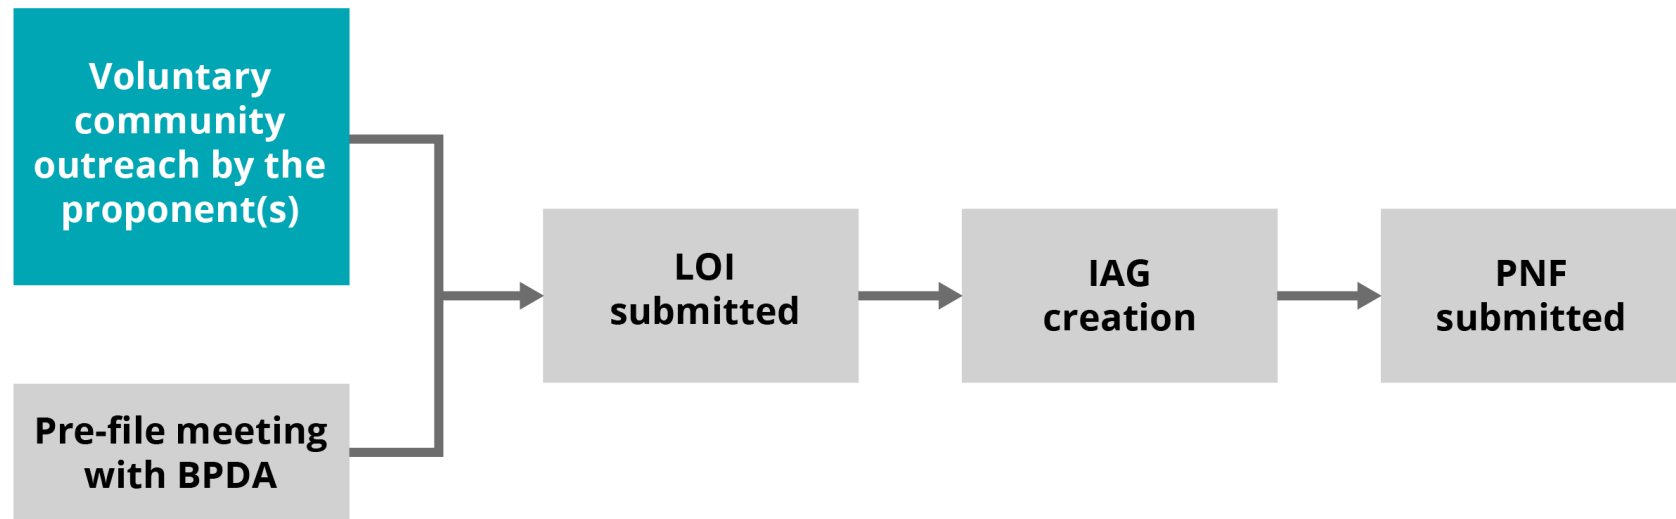 Voluntary
community
outreach by the
proponent(s)
Pre-file meeting
with BPDA
LOI
submitted
IAG
creation
PNF
submitted